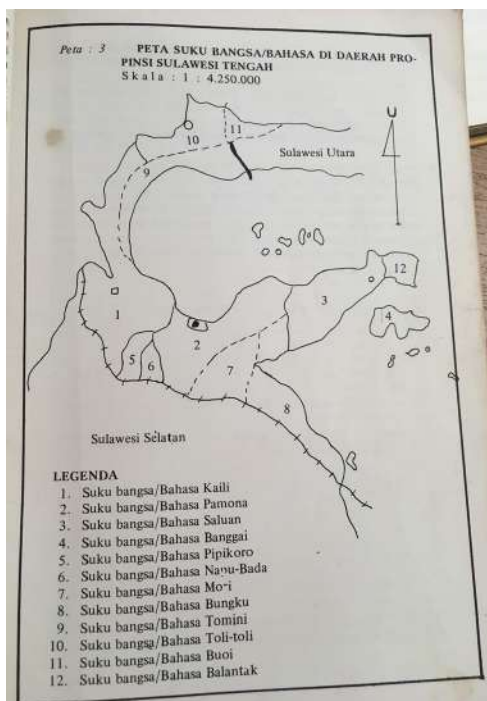 Peta : 3 PETA SUKU BANGSA/BAHASA DI DAERAH PRO-
PINSI SULAWESI TENGAH
Skala : 1 : 4.250.000
U
10
11
Sulawesi Utara
9
12
3
1
4
2
5
6
7
8
Sulawesi Selatan
LEGENDA
1. Suku bangsa/Bahasa Kaili
2. Suku bangsa/Bahasa Pamona
3. Suku bangsa/Bahasa Saluan
4. Suku bangsa/Bahasa Banggai
5. Suku bangsa/Bahasa Pipikoro
6. Suku bangsa/Bahasa Napu-Bada
7. Suku bangsa/Bahasa Mori
8. Suku bangsa/Bahasa Bungku
9. Suku bangsa/Bahasa Tomini
10. Suku bangsa/Bahasa Toli-toli
11. Suku bangsa/Bahasa Buoi
12. Suku bangsa/Bahasa Balantak